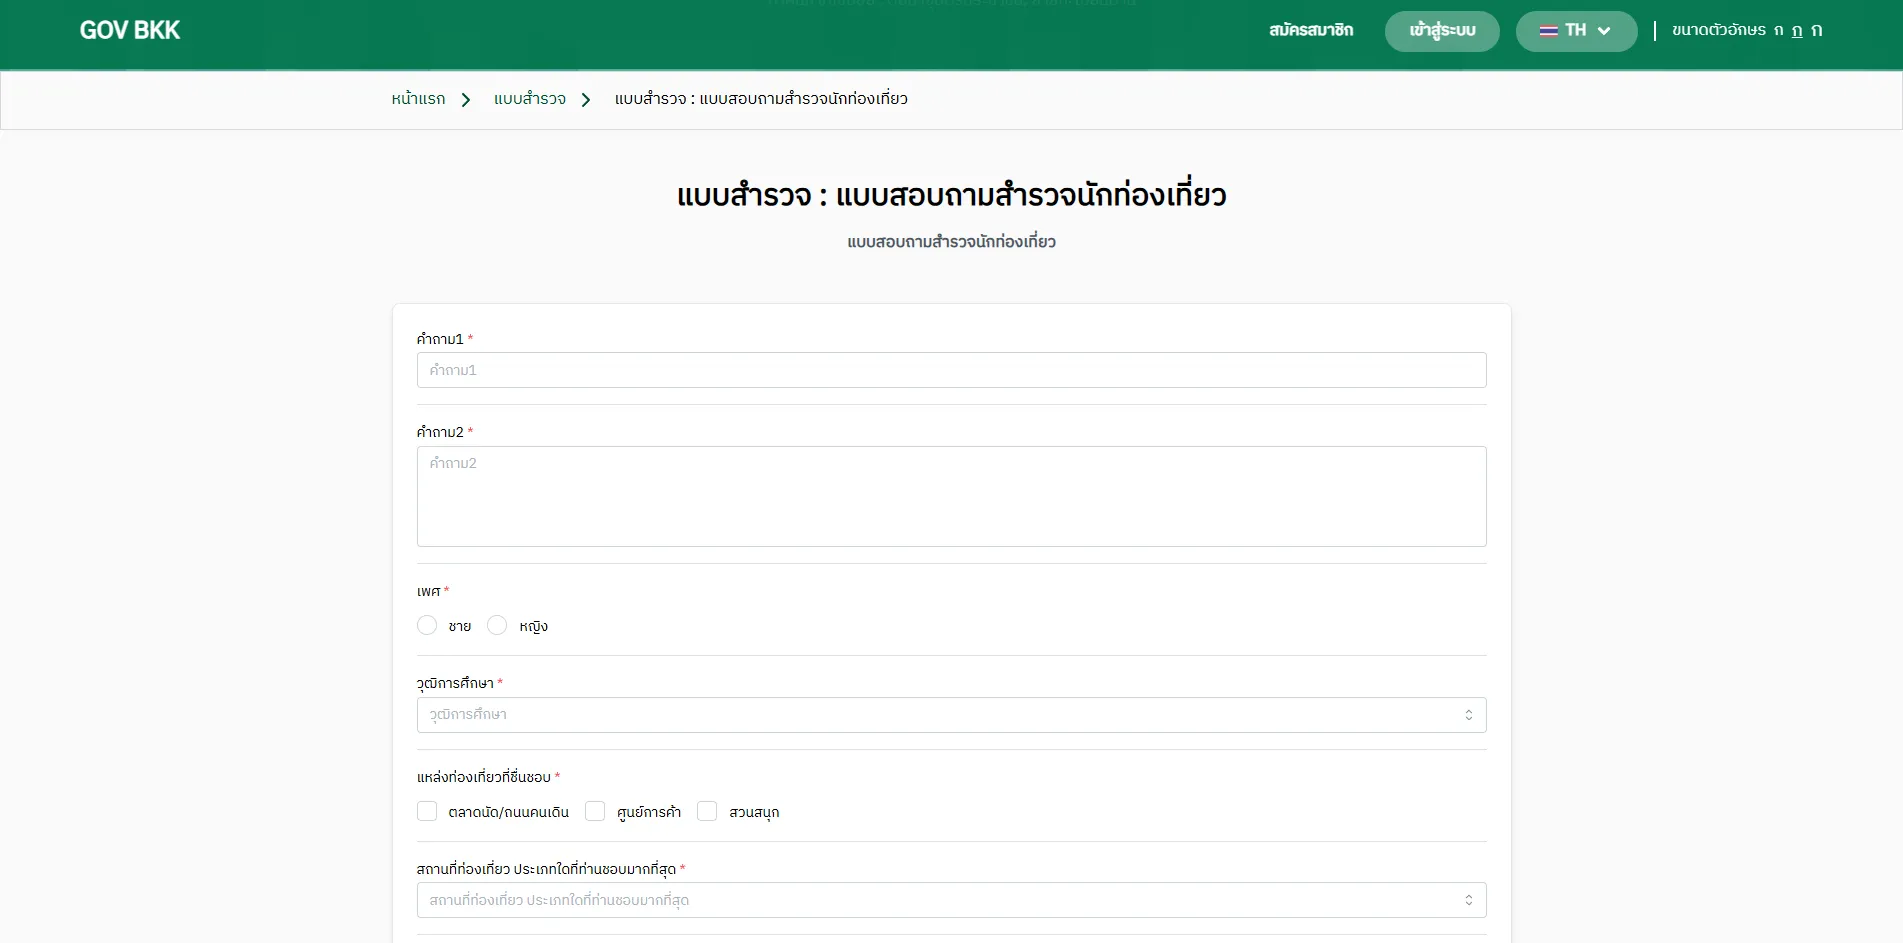 GOV BKK
สมัครสมาชิก
เข้าสู่ระบบ
TH
ขนาดตัวอักษร ก ก ก
หน้าแรก > แบบสำรวจ > แบบสำรวจ : แบบสอบถามสำรวจนักท่องเที่ยว
แบบสำรวจ : แบบสอบถามสำรวจนักท่องเที่ยว
แบบสอบถามสำรวจนักท่องเที่ยว
คำถาม1 *
คำถาม1
คำถาม2 *
คำถาม2
เพศ *
ชาย หญิง
วุฒิการศึกษา *
วุฒิการศึกษา
แหล่งท่องเที่ยวที่ชื่นชอบ *
ตลาดนัด/ถนนคนเดิน ศูนย์การค้า สวนสนุก
สถานที่ท่องเที่ยว ประเภทใดที่ท่านชอบมากที่สุด *
สถานที่ท่องเที่ยว ประเภทใดที่ท่านชอบมากที่สุด